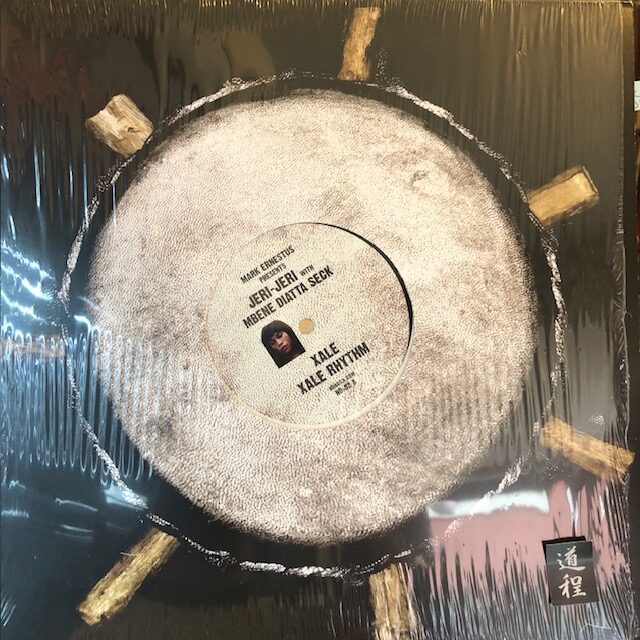 MARK ERNESTUS
PRESENTS
JERI-JERI WITH
MBENE DIATTA SECK
XALE
XALE RHYTHM
道程